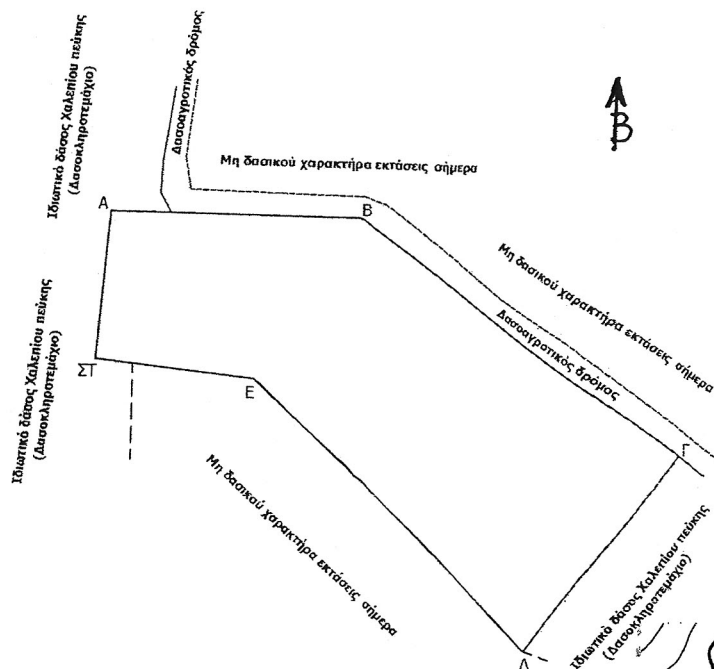 Ιδιωτικό δάσος Χαλεπίου πεύκης
(Δασοκληροτεμάχιο)
Δασοαγροτικός δρόμος
Μη δασικού χαρακτήρα εκτάσεις σήμερα
Β
Α
Β
Μη δασικού χαρακτήρα εκτάσεις σήμερα
Δασοαγροτικός δρόμος
Ιδιωτικό δάσος Χαλεπίου πεύκης
(Δασοκληροτεμάχιο)
ΣΤ
Ε
Γ
Μη δασικού χαρακτήρα εκτάσεις σήμερα
Ιδιωτικό δάσος Χαλεπίου πεύκης
(Δασοκληροτεμάχιο)
Δ